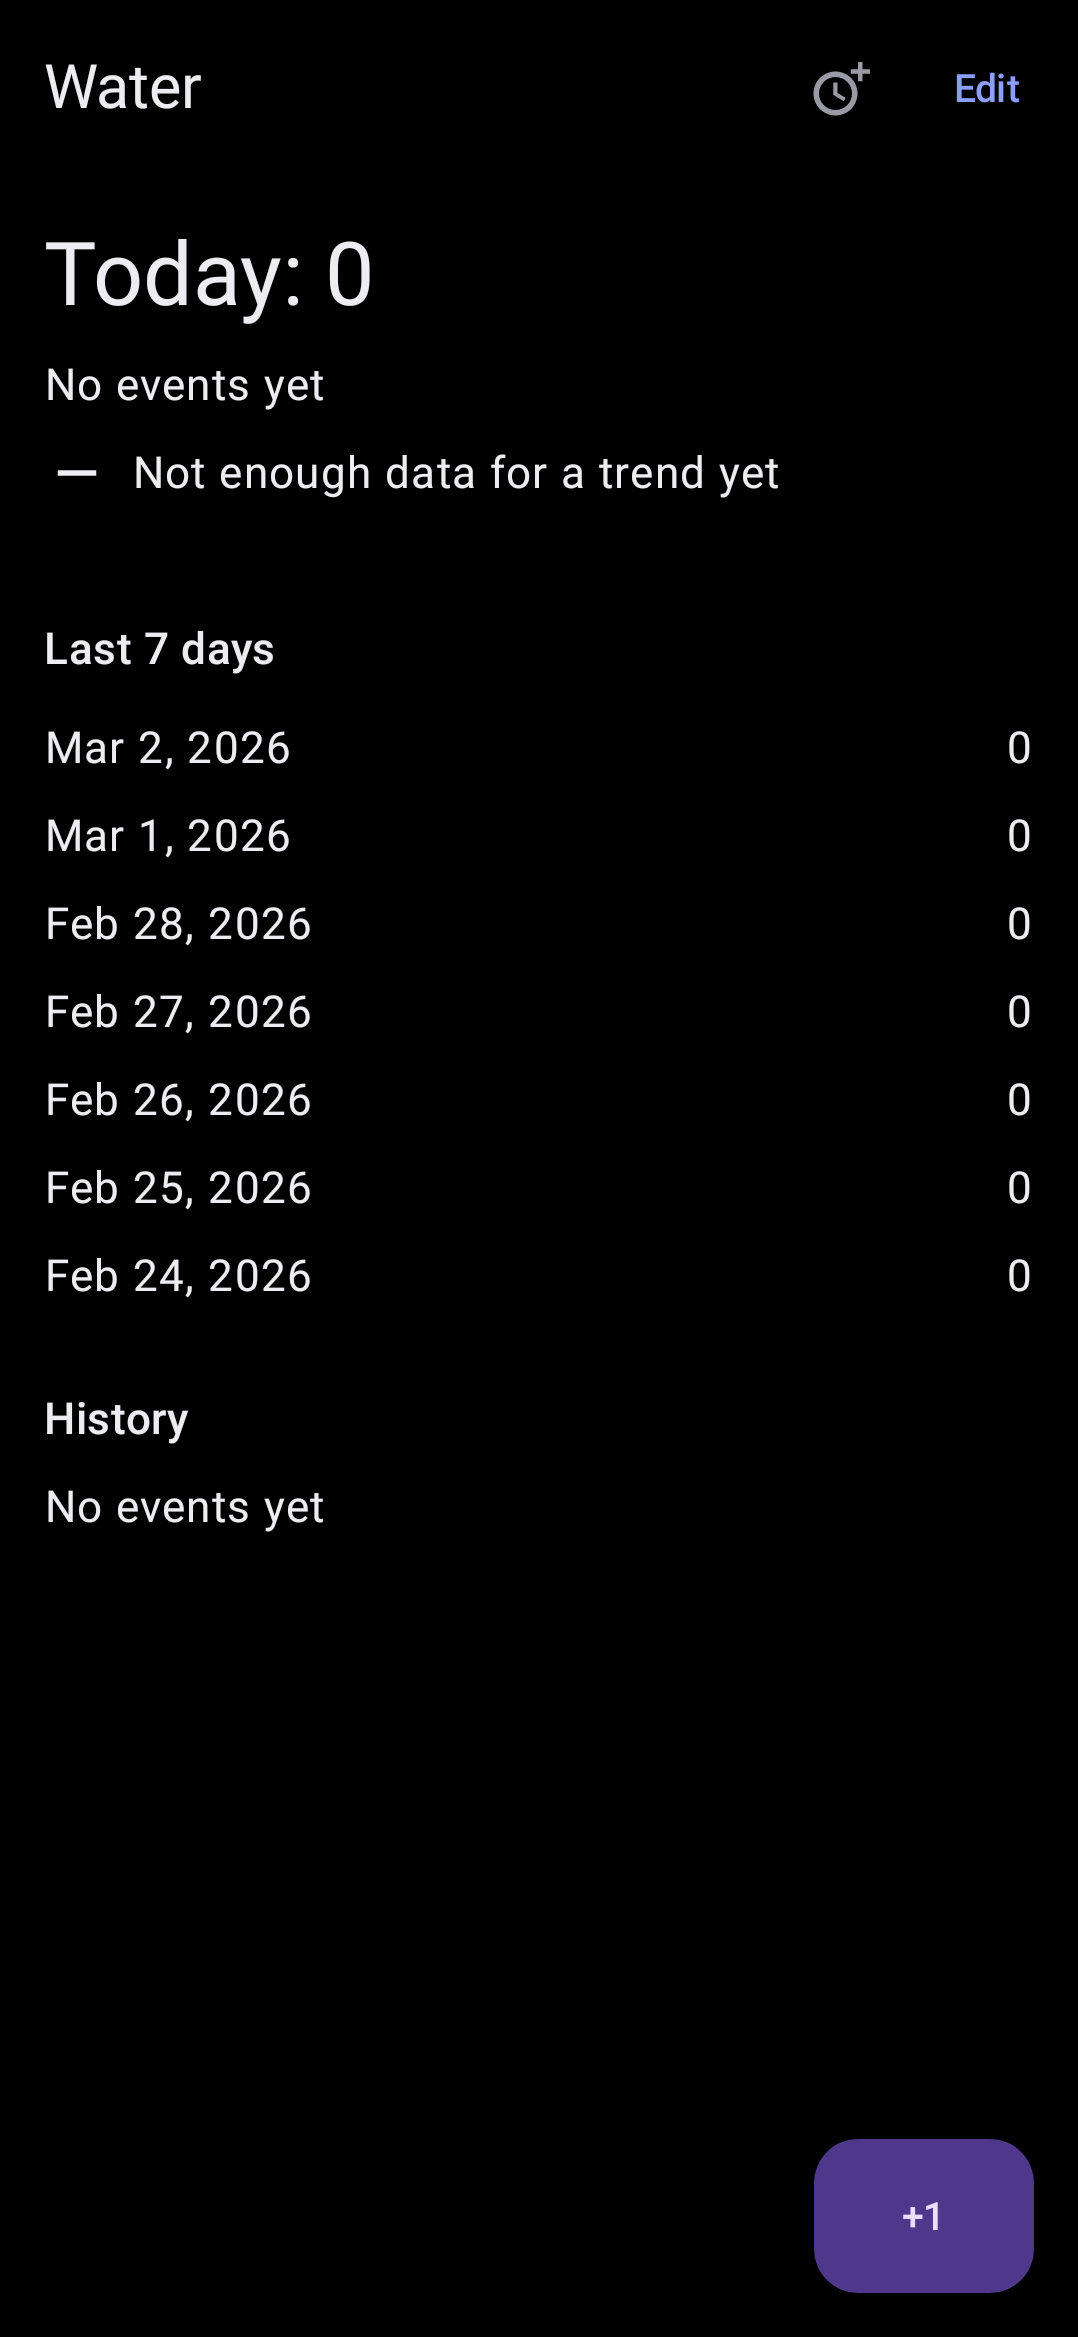 Water
Edit
Today: 0
No events yet
Not enough data for a trend yet
Last 7 days
Mar 2, 2026 0
Mar 1, 2026 0
Feb 28, 2026 0
Feb 27, 2026 0
Feb 26, 2026 0
Feb 25, 2026 0
Feb 24, 2026 0
History
No events yet
+1